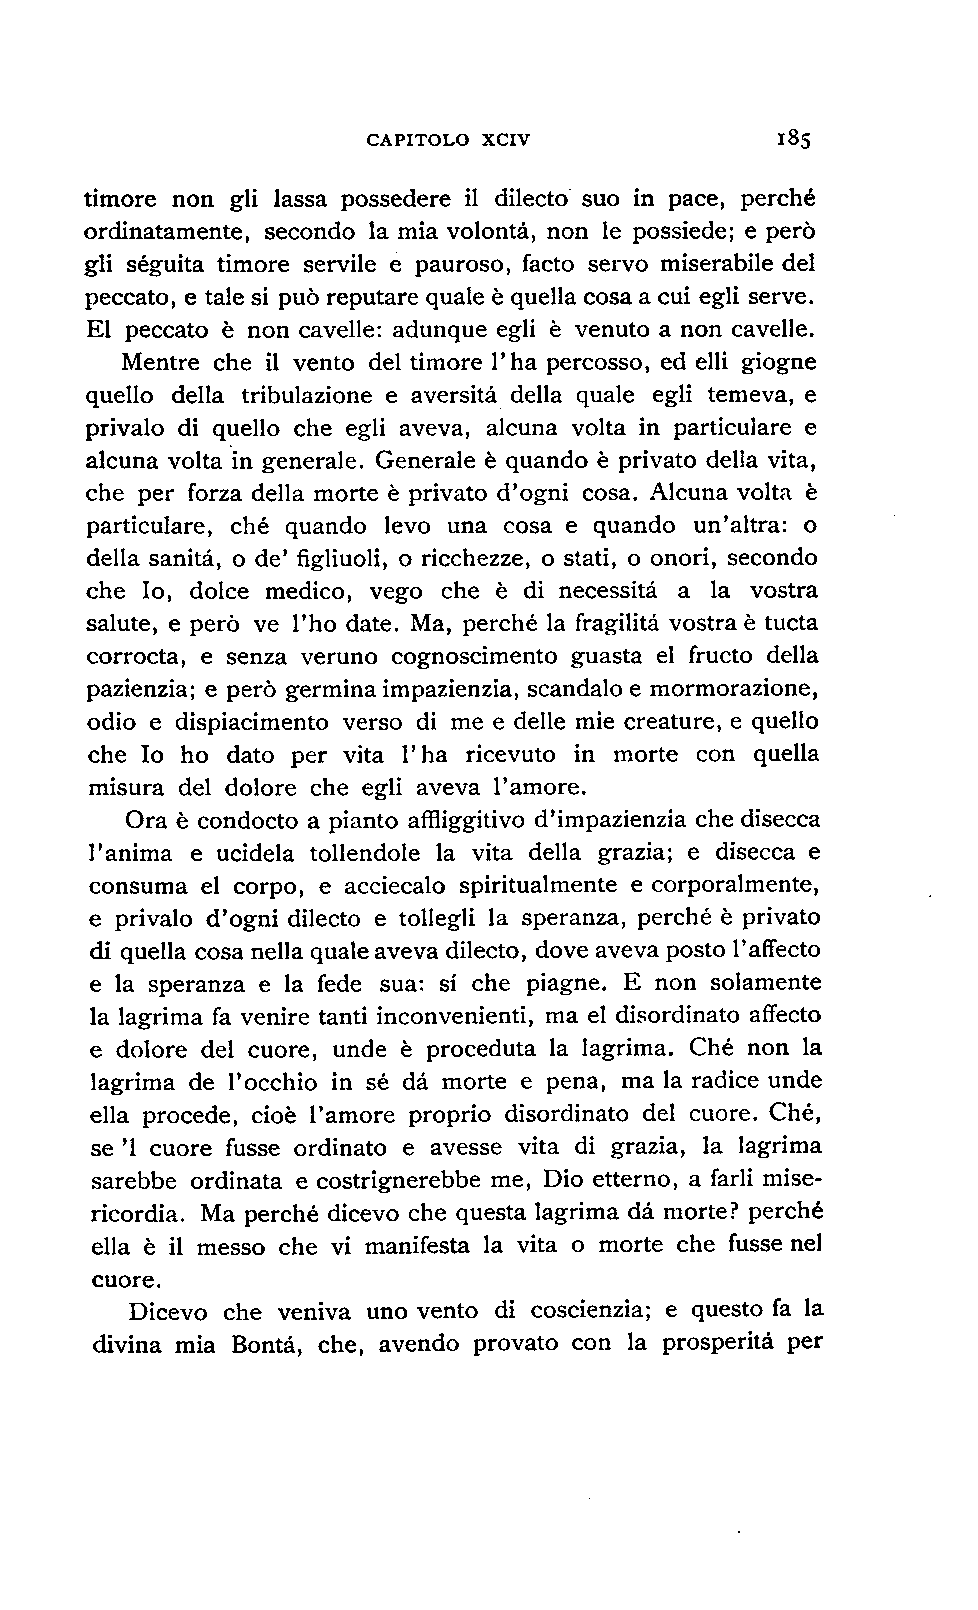 CAPITOLO XCIV 185
timore non gli lassa possedere il dilecto suo in pace, perché
ordinatamente, secondo la mia volontá, non le possiede; e però
gli séguita timore servile e pauroso, facto servo miserabile del
peccato, e tale si può reputare quale è quella cosa a cui egli serve.
El peccato è non cavelle: adunque egli è venuto a non cavelle.
Mentre che il vento del timore l'ha percosso, ed elli giogne
quello della tribulazione e aversitá della quale egli temeva, e
privalo di quello che egli aveva, alcuna volta in particulare e
alcuna volta in generale. Generale è quando è privato della vita,
che per forza della morte è privato d'ogni cosa. Alcuna volta è
particulare, ché quando levo una cosa e quando un'altra: o
della sanitá, o de' figliuoli, o ricchezze, o stati, o onori, secondo
che Io, dolce medico, vego che è di necessitá a la vostra
salute, e però ve l'ho date. Ma, perché la fragilitá vostra è tucta
corrocta, e senza veruno cognoscimento guasta el fructo della
pazienzia; e però germina impazienzia, scandalo e mormorazione,
odio e dispiacimento verso di me e delle mie creature, e quello
che Io ho dato per vita l'ha ricevuto in morte con quella
misura del dolore che egli aveva l'amore.
Ora è condocto a pianto affliggitivo d'impazienzia che disecca
l'anima e ucidela tollendole la vita della grazia; e disecca e
consuma el corpo, e acciecalo spiritualmente e corporalmente,
e privalo d'ogni dilecto e tollegli la speranza, perché è privato
di quella cosa nella quale aveva dilecto, dove aveva posto l'affecto
e la speranza e la fede sua: sí che piagne. E non solamente
la lagrima fa venire tanti inconvenienti, ma el disordinato affecto
e dolore del cuore, unde è proceduta la lagrima. Ché non la
lagrima de l'occhio in sé dá morte e pena, ma la radice unde
ella procede, cioè l'amore proprio disordinato del cuore. Ché,
se 'l cuore fusse ordinato e avesse vita di grazia, la lagrima
sarebbe ordinata e costrignerebbe me, Dio etterno, a farli mise-
ricordia. Ma perché dicevo che questa lagrima dá morte? perché
ella è il messo che vi manifesta la vita o morte che fusse nel
cuore.
Dicevo che veniva uno vento di coscienzia; e questo fa la
divina mia Bontá, che, avendo provato con la prosperitá per